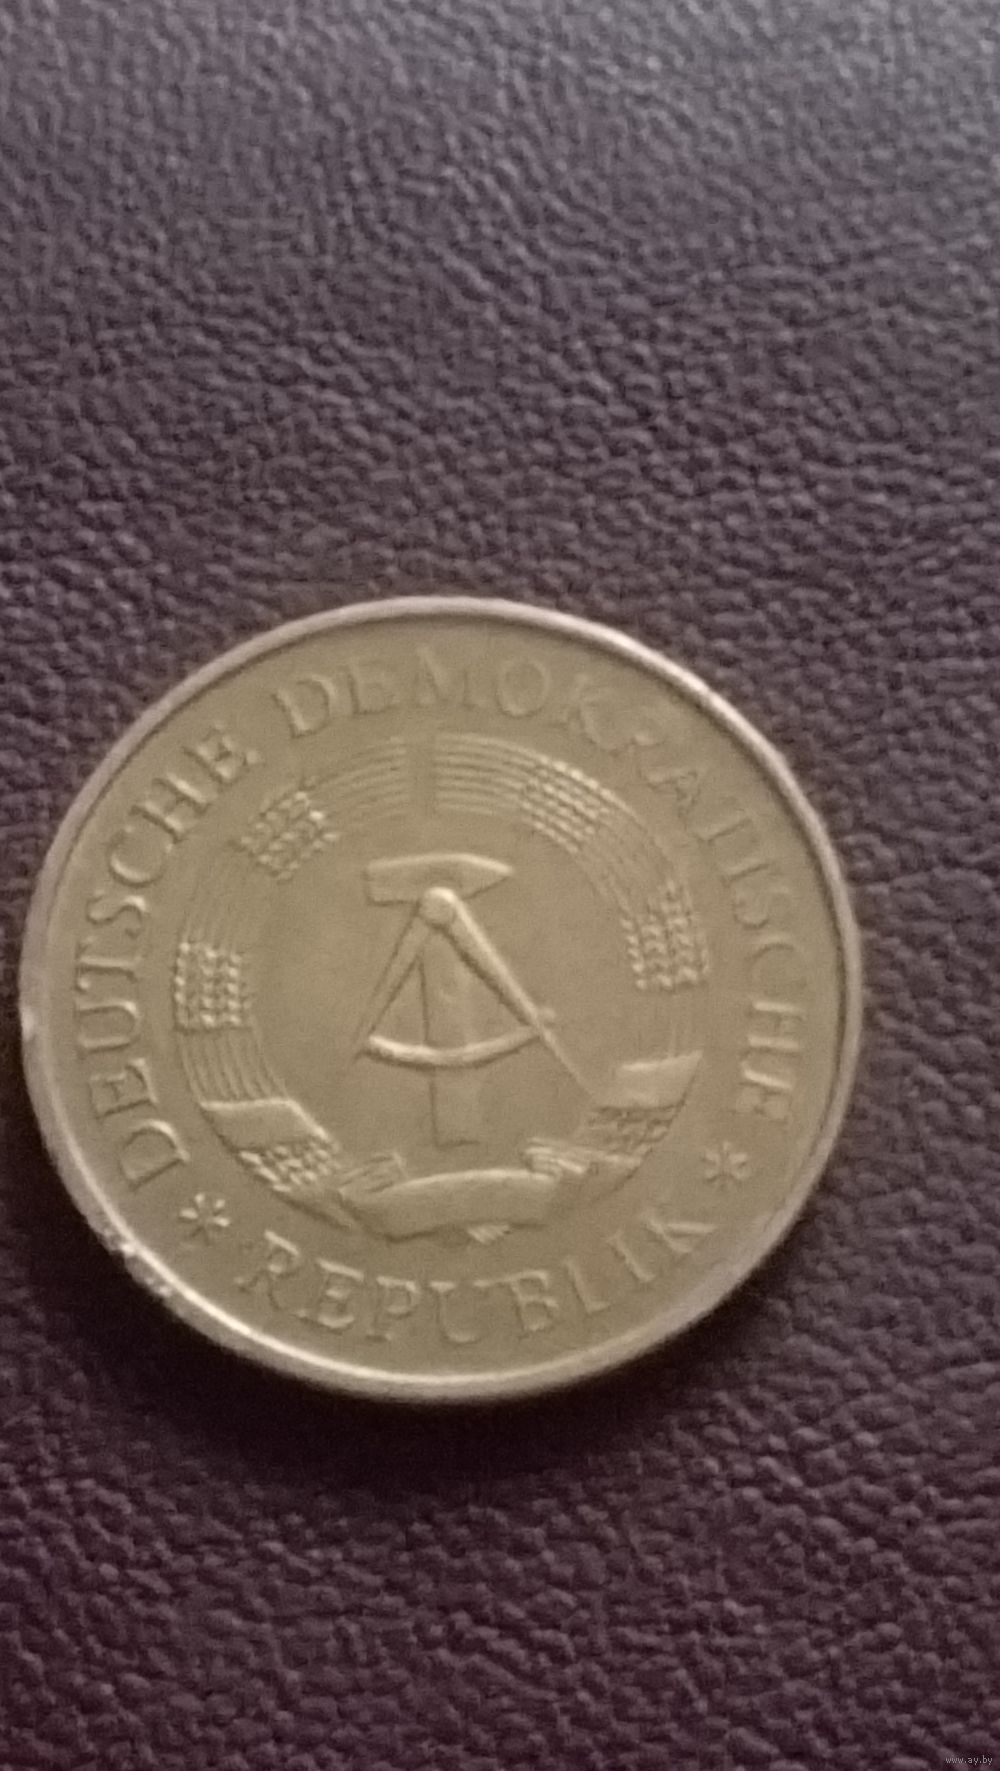 DEUTSCHE DEMOKRATISCHE
* REPUBLIK *
www.ay.by